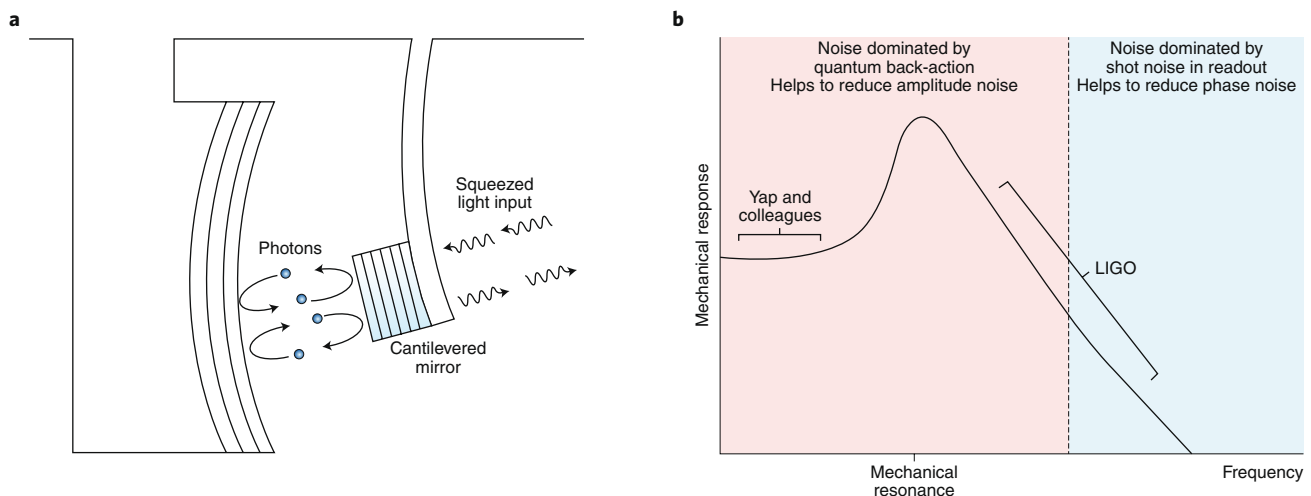 a
Squeezed
light input
Photons
Cantilevered
mirror
b
Noise dominated by
quantum back-action
Helps to reduce amplitude noise
Noise dominated by
shot noise in readout
Helps to reduce phase noise
Mechanical response
Yap and
colleagues
LIGO
Mechanical
resonance
Frequency